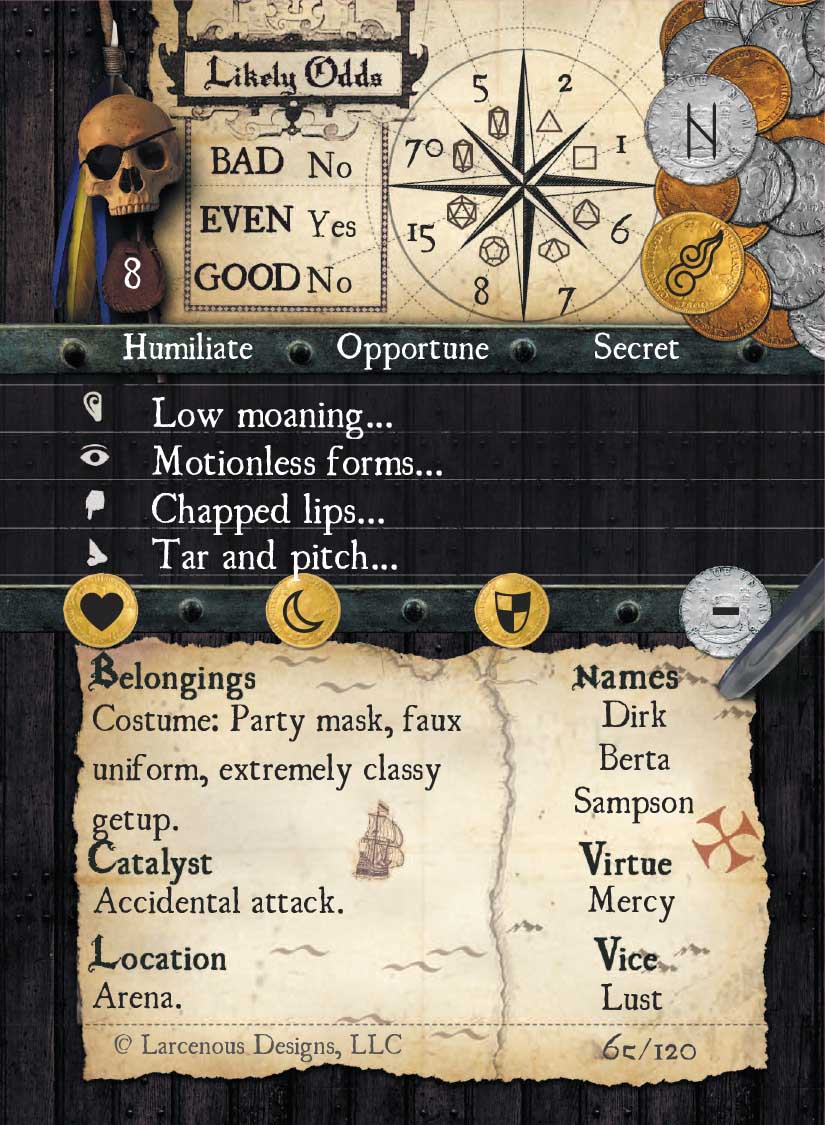 Likely Odds
BAD No
EVEN Yes
GOOD No
8
5
2
70
1
15
6
8
7
Humiliate Opportune Secret
Low moaning...
Motionless forms...
Chapped lips...
Tar and pitch...
Belongings
Costume: Party mask, faux
uniform, extremely classy
getup.
Catalyst
Accidental attack.
Location
Arena.
Names
Dirk
Berta
Sampson
Virtue
Mercy
Vice
Lust
© Larcenous Designs, LLC
65/120